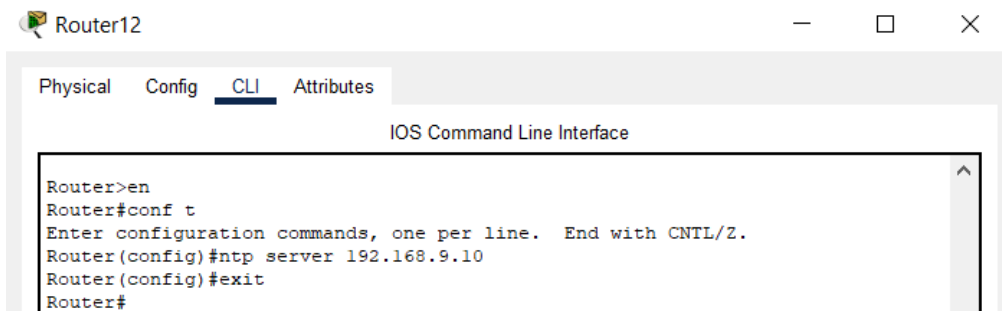 Router12
Physical Config CLI Attributes
IOS Command Line Interface
Router>en
Router#conf t
Enter configuration commands, one per line.  End with CNTL/Z.
Router(config)#ntp server 192.168.9.10
Router(config)#exit
Router#